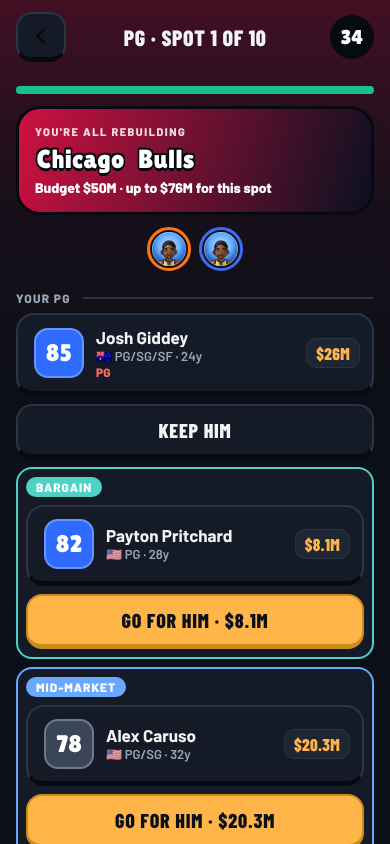 PG · SPOT 1 OF 10
34
YOU'RE ALL REBUILDING
Chicago Bulls
Budget $50M · up to $76M for this spot
YOUR PG
85
Josh Giddey
PG/SG/SF · 24y
PG
$26M
KEEP HIM
BARGAIN
82
Payton Pritchard
PG · 28y
$8.1M
GO FOR HIM · $8.1M
MID-MARKET
78
Alex Caruso
PG/SG · 32y
$20.3M
GO FOR HIM · $20.3M